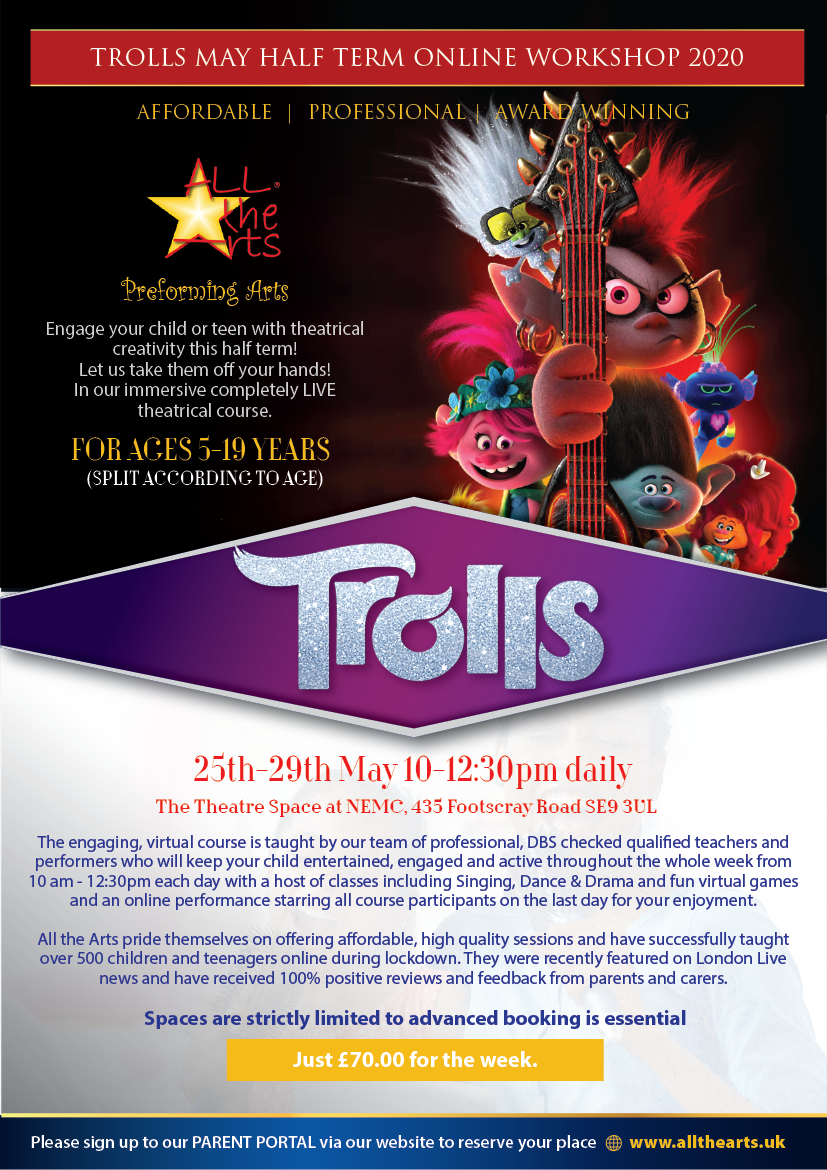 TROLLS MAY HALF TERM ONLINE WORKSHOP 2020
AFFORDABLE | PROFESSIONAL | AWARD WINNING
ALL®
the
Arts
Preforming Arts
Engage your child or teen with theatrical
creativity this half term!
Let us take them off your hands!
In our immersive completely LIVE
theatrical course.
FOR AGES 5-19 YEARS
(SPLIT ACCORDING TO AGE)
Trolls
25th-29th May 10-12:30pm daily
The Theatre Space at NEMC, 435 Footscray Road SE9 3UL
The engaging, virtual course is taught by our team of professional, DBS checked qualified teachers and
performers who will keep your child entertained, engaged and active throughout the whole week from
10 am - 12:30pm each day with a host of classes including Singing, Dance & Drama and fun virtual games
and an online performance starring all course participants on the last day for your enjoyment.
All the Arts pride themselves on offering affordable, high quality sessions and have successfully taught
over 500 children and teenagers online during lockdown. They were recently featured on London Live
news and have received 100% positive reviews and feedback from parents and carers.
Spaces are strictly limited to advanced booking is essential
Just £70.00 for the week.
Please sign up to our PARENT PORTAL via our website to reserve your place www.allthearts.uk